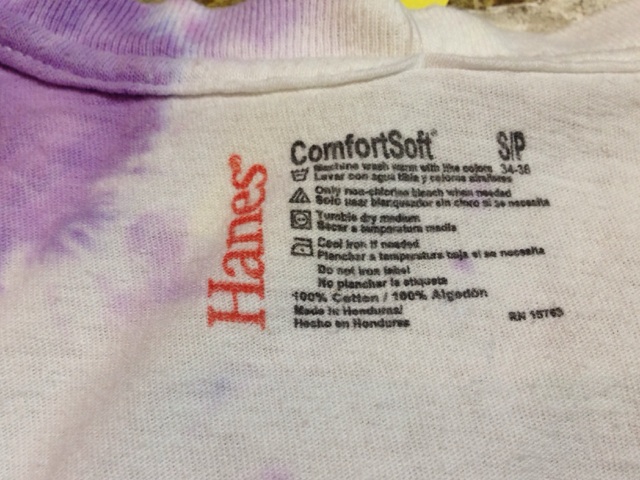 Hanes®
ComfortSoft® S/P
Machine wash warm with like colors 34-36
Lavar con agua tibia y colores similares
Only non-chlorine bleach when needed
Solo usar blanqueador sin cloro si se necesita
Tumble dry medium
Secar a temperatura media
Cool iron if needed
Planchar a temperatura baja si se necesita
Do not iron label
No planchar la etiqueta
100% Cotton / 100% Algodón
Made in Honduras/
Hecho en Honduras
RN 15763